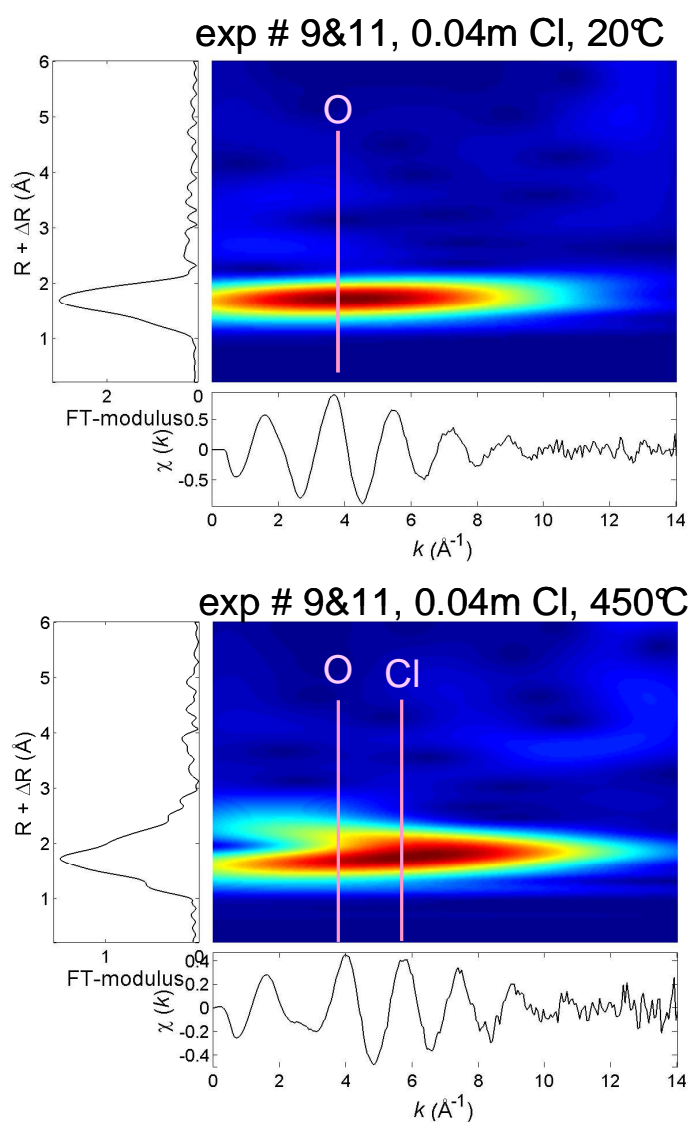 exp # 9&11, 0.04m Cl, 20°C
6
5
4
3
2
1
R + ΔR (Å)
O
2
0
FT-modulus
0
0.5
0
-0.5
χ (k)
0 2 4 6 8 10 12 14
k (Å-1)
exp # 9&11, 0.04m Cl, 450°C
6
5
4
3
2
1
R + ΔR (Å)
O Cl
1
0
FT-modulus
0.4
0.2
0
-0.2
-0.4
χ (k)
0 2 4 6 8 10 12 14
k (Å-1)